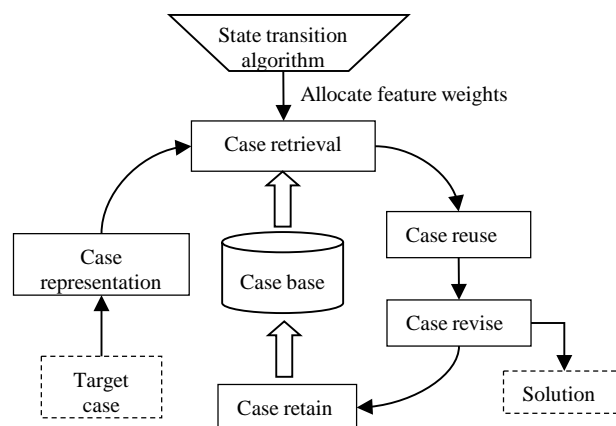 State transition
algorithm
Allocate feature weights
Case retrieval
Case reuse
Case
representation
Case base
Case revise
Target
case
Case retain
Solution